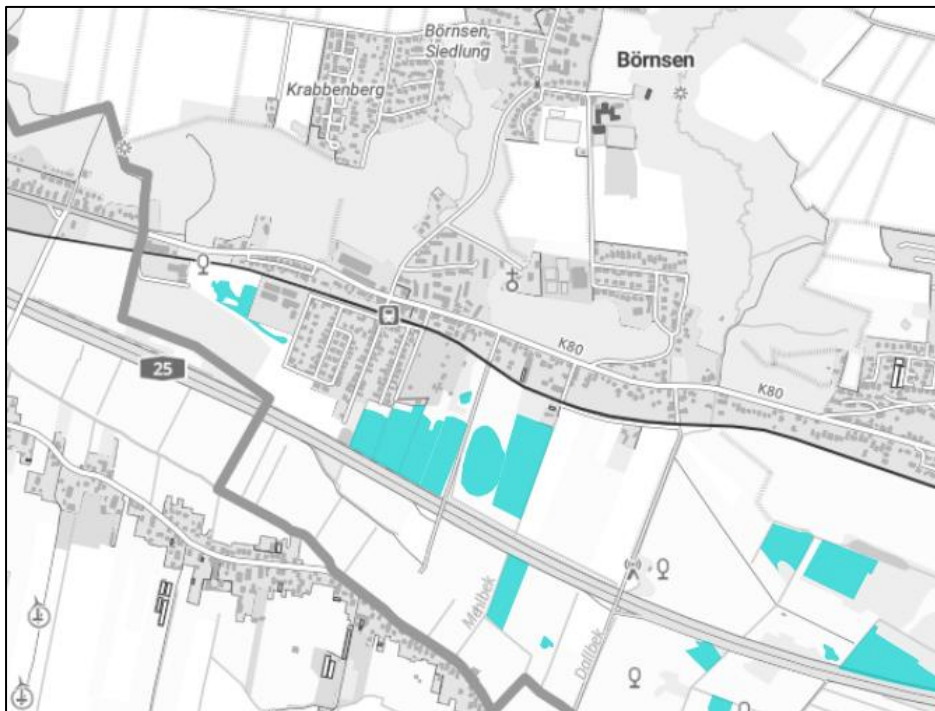 Börnsen,
Siedlung
Börnsen
Krabbenberg
K80
25
K80
Mühlbek
Dallbek